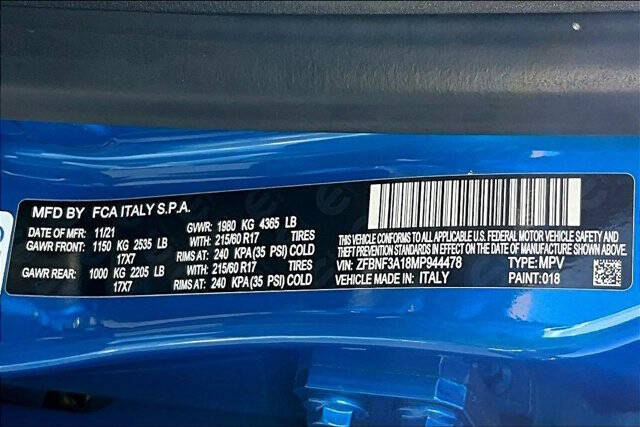 MFD BY FCA ITALY S.P.A.
DATE OF MFR: 11/21 GVWR: 1980 KG 4365 LB
GAWR FRONT: 1150 KG 2535 LB WITH: 215/60 R17 TIRES
17X7 RIMS AT: 240 KPA(35 PSI) COLD
GAWR REAR: 1000 KG 2205 LB WITH: 215/60 R17 TIRES
17X7 RIMS AT: 240 KPA(35 PSI) COLD
THIS VEHICLE CONFORMS TO ALL APPLICABLE U.S. FEDERAL MOTOR VEHICLE SAFETY AND
THEFT PREVENTION STANDARDS IN EFFECT ON THE DATE OF MANUFACTURE SHOWN ABOVE.
VIN: ZFBNF3A18MP944478 TYPE: MPV
VEHICLE MADE IN: ITALY PAINT: 018